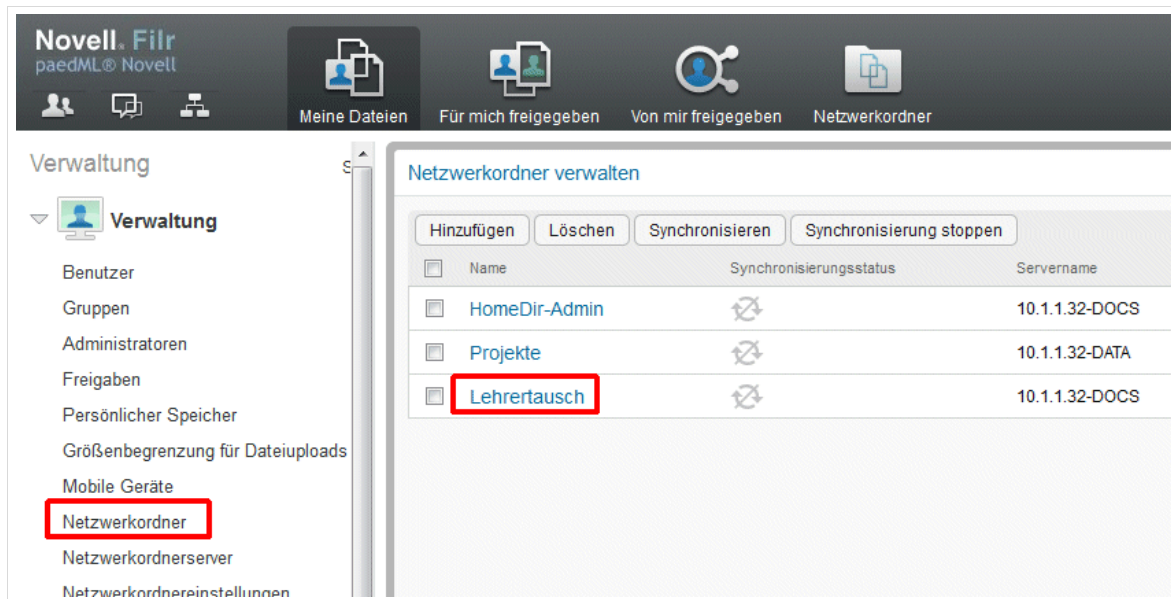 Novell® Filr
paedML® Novell
Meine Dateien
Für mich freigegeben
Von mir freigegeben
Netzwerkordner
Verwaltung
S
Verwaltung
Benutzer
Gruppen
Administratoren
Freigaben
Persönlicher Speicher
Größenbegrenzung für Dateiuploads
Mobile Geräte
Netzwerkordner
Netzwerkordnerserver
Netzwerkordnereinstellungen
Netzwerkordner verwalten
Hinzufügen Löschen Synchronisieren Synchronisierung stoppen
Name Synchronisierungsstatus Servername
HomeDir-Admin 10.1.1.32-DOCS
Projekte 10.1.1.32-DATA
Lehrertausch 10.1.1.32-DOCS